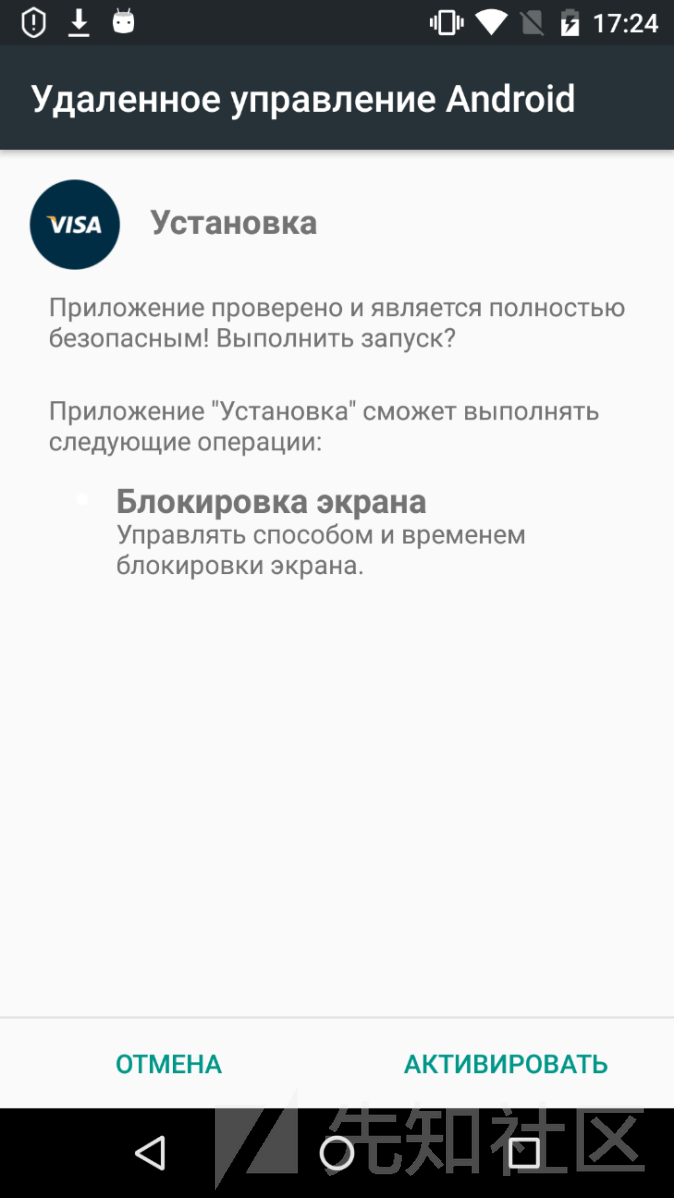 17:24
Удаленное управление Android
VISA
Установка
Приложение проверено и является полностью
безопасным! Выполнить запуск?
Приложение "Установка" сможет выполнять
следующие операции:
Блокировка экрана
Управлять способом и временем
блокировки экрана.
ОТМЕНА
АКТИВИРОВАТЬ
先知社区